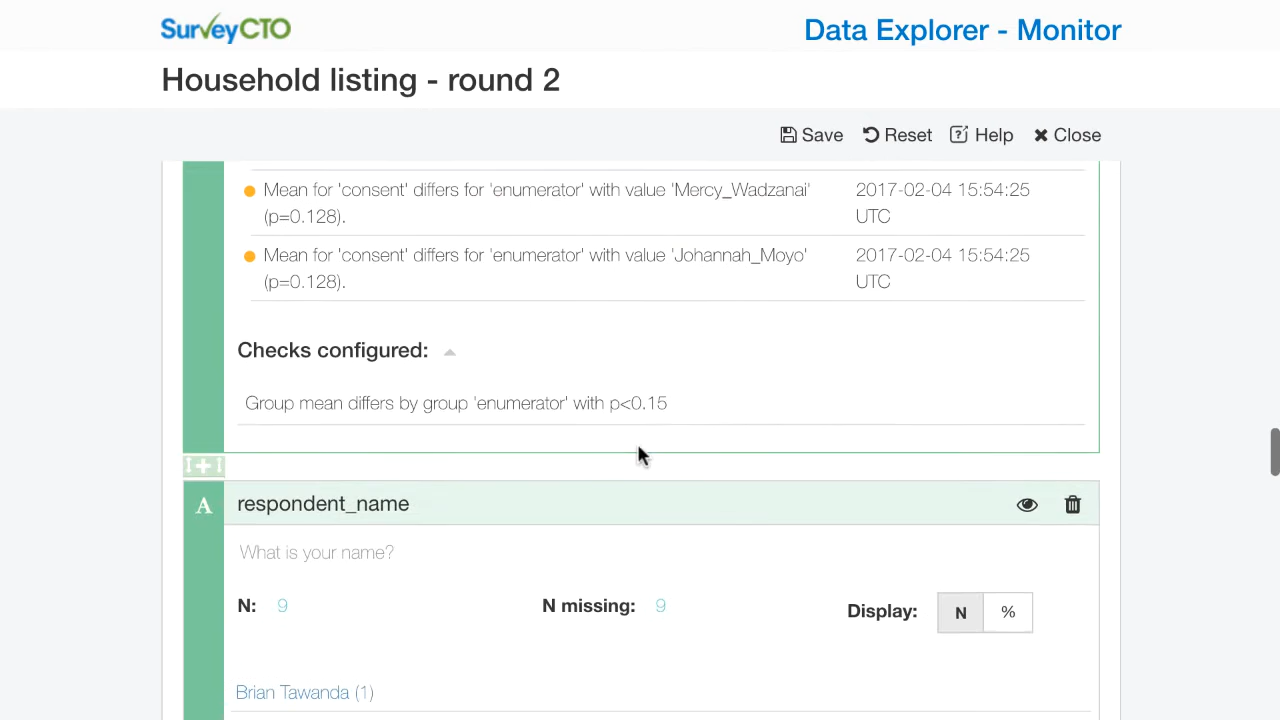 SurveyCTO
Data Explorer - Monitor
Household listing - round 2
Save Reset Help Close
Mean for 'consent' differs for 'enumerator' with value 'Mercy_Wadzanai' 2017-02-04 15:54:25
(p=0.128). UTC
Mean for 'consent' differs for 'enumerator' with value 'Johannah_Moyo' 2017-02-04 15:54:25
(p=0.128). UTC
Checks configured:
Group mean differs by group 'enumerator' with p<0.15
A respondent_name
What is your name?
N: 9 N missing: 9 Display: N %
Brian Tawanda (1)